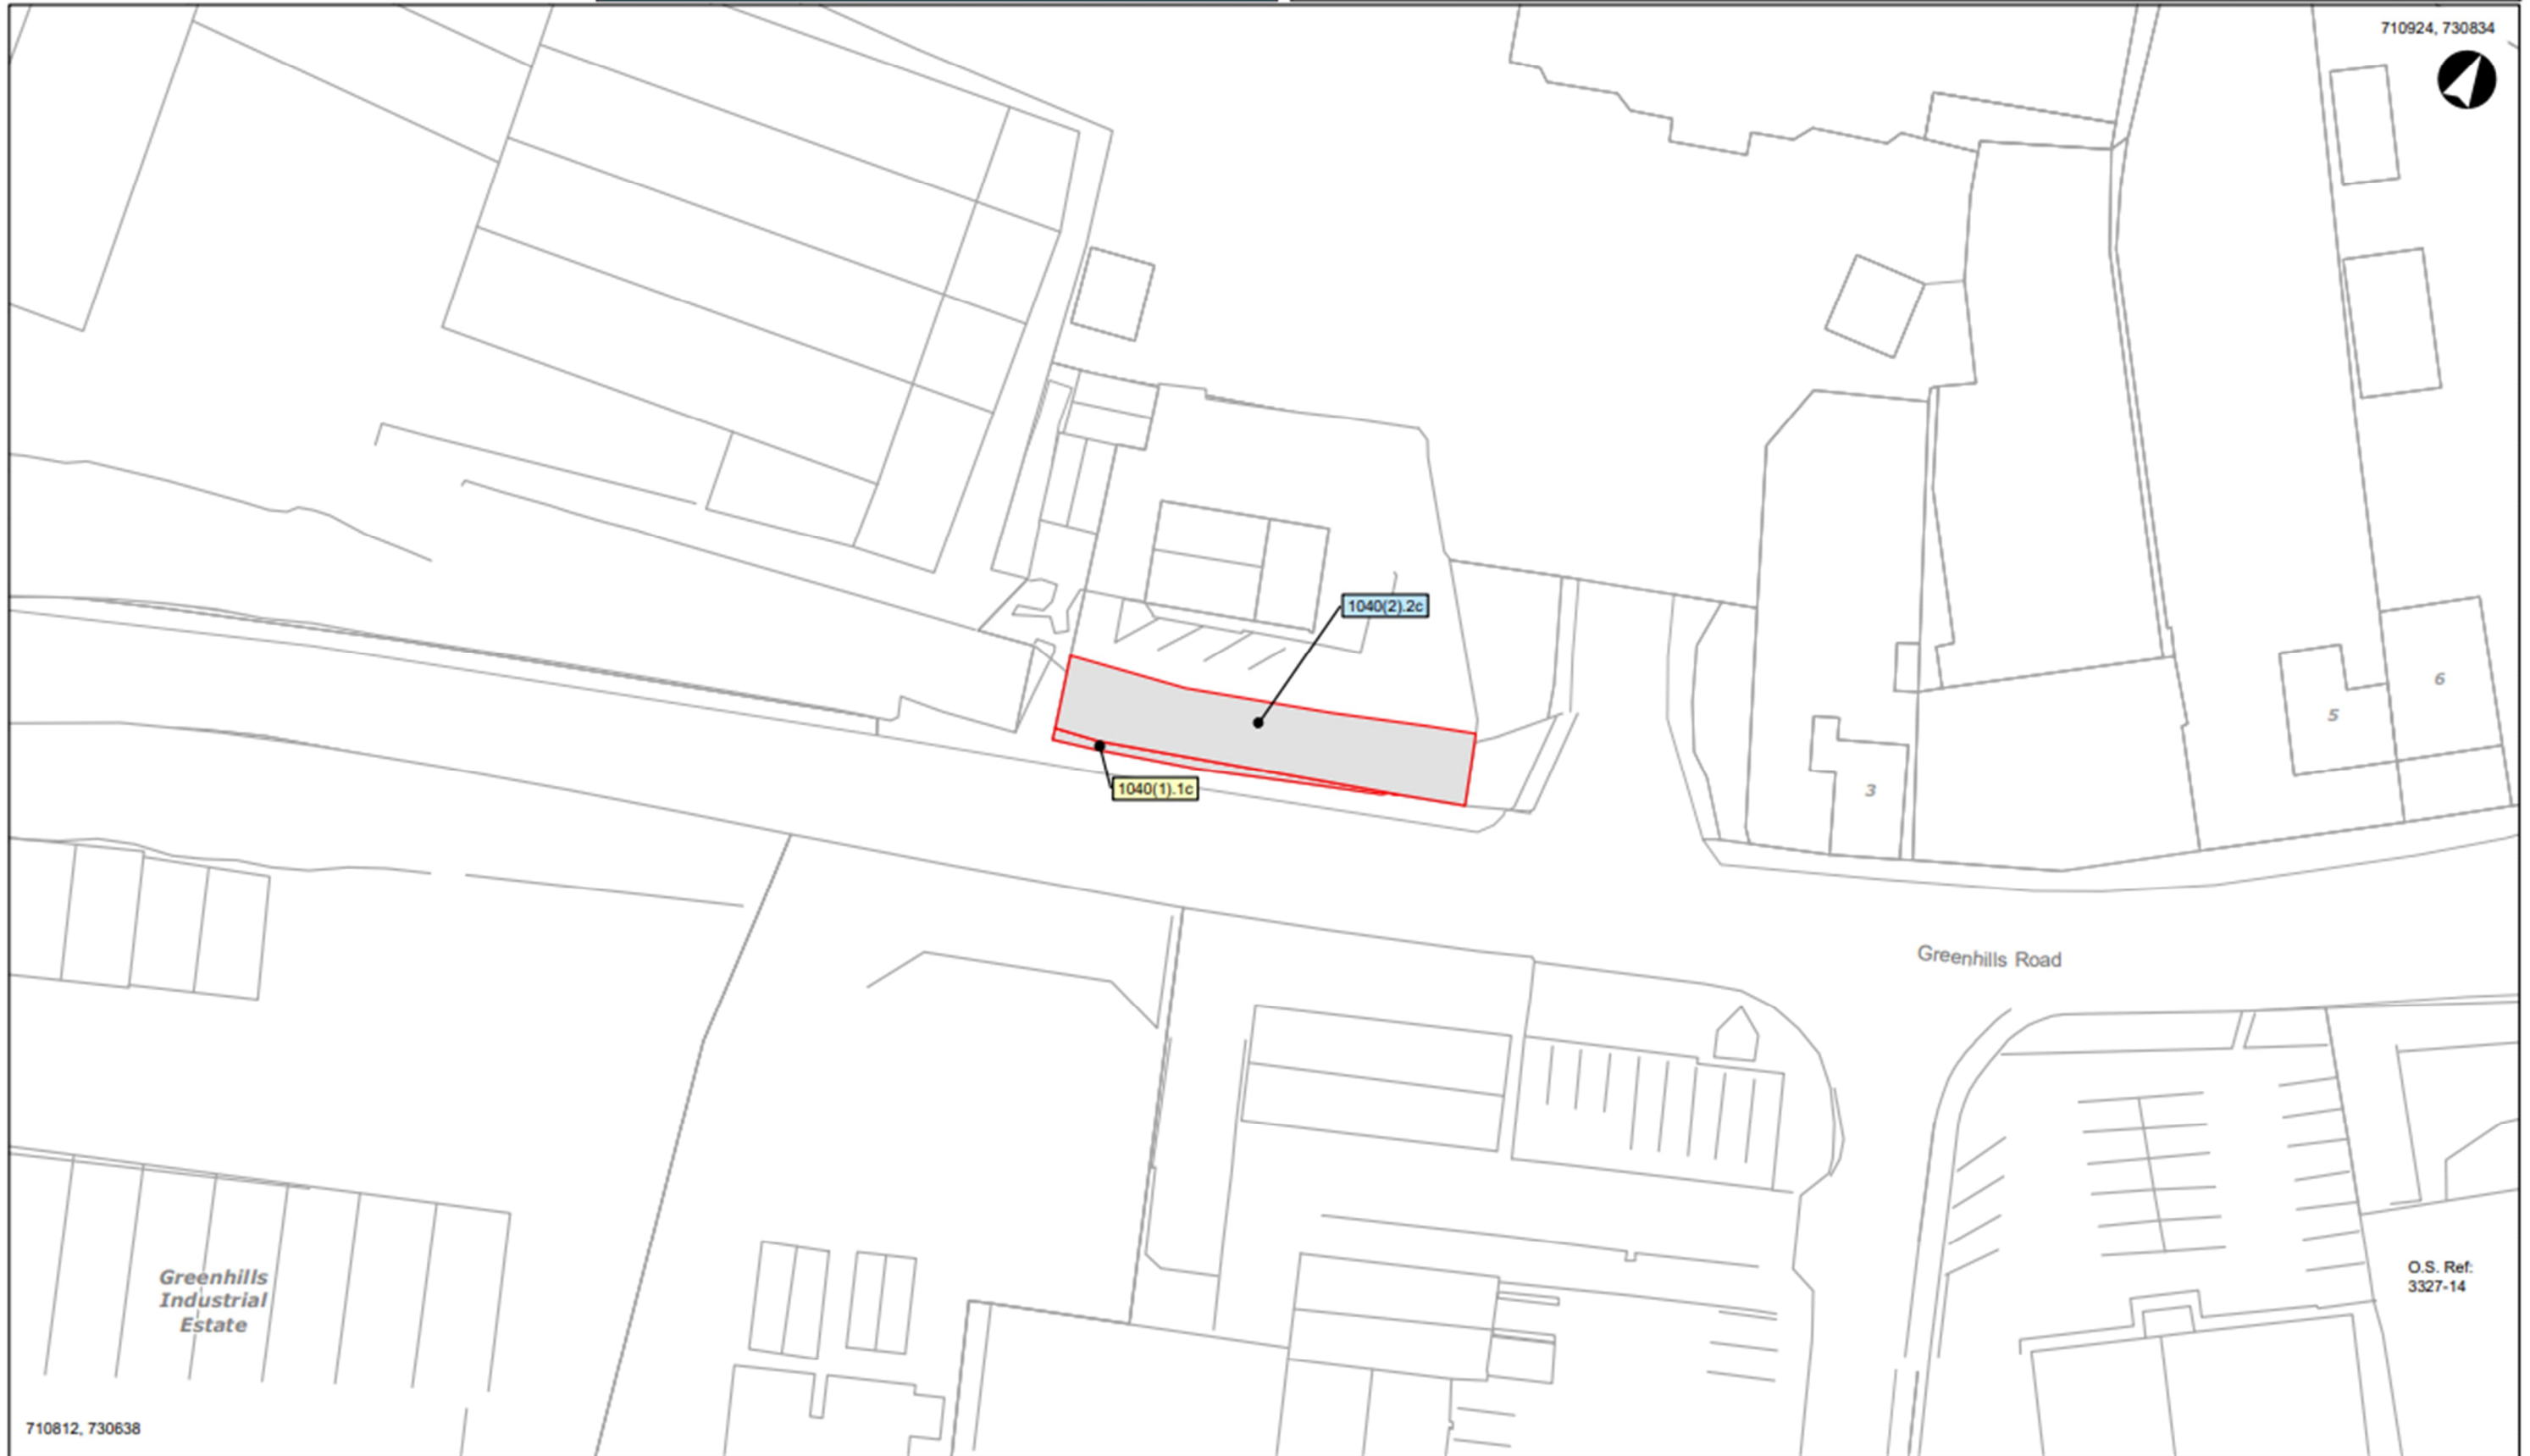 710924, 730834
1040(2).2c
1040(1).1c
6
5
3
Greenhills Road
Greenhills
Industrial
Estate
O.S. Ref:
3327-14
710812, 730638